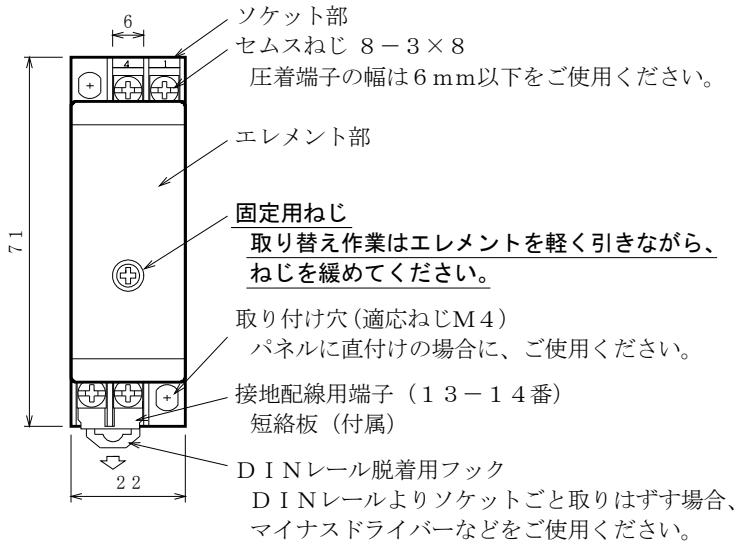 6
ソケット部
セムスねじ ８－３×８
圧着端子の幅は６ｍｍ以下をご使用ください。
4 1
エレメント部
71
固定用ねじ
取り替え作業はエレメントを軽く引きながら、
ねじを緩めてください。
取り付け穴(適応ねじＭ４)
パネルに直付けの場合に、ご使用ください。
接地配線用端子（１３－１４番）
短絡板（付属）
22
ＤＩＮレール脱着用フック
ＤＩＮレールよりソケットごと取りはずす場合、
マイナスドライバーなどをご使用ください。